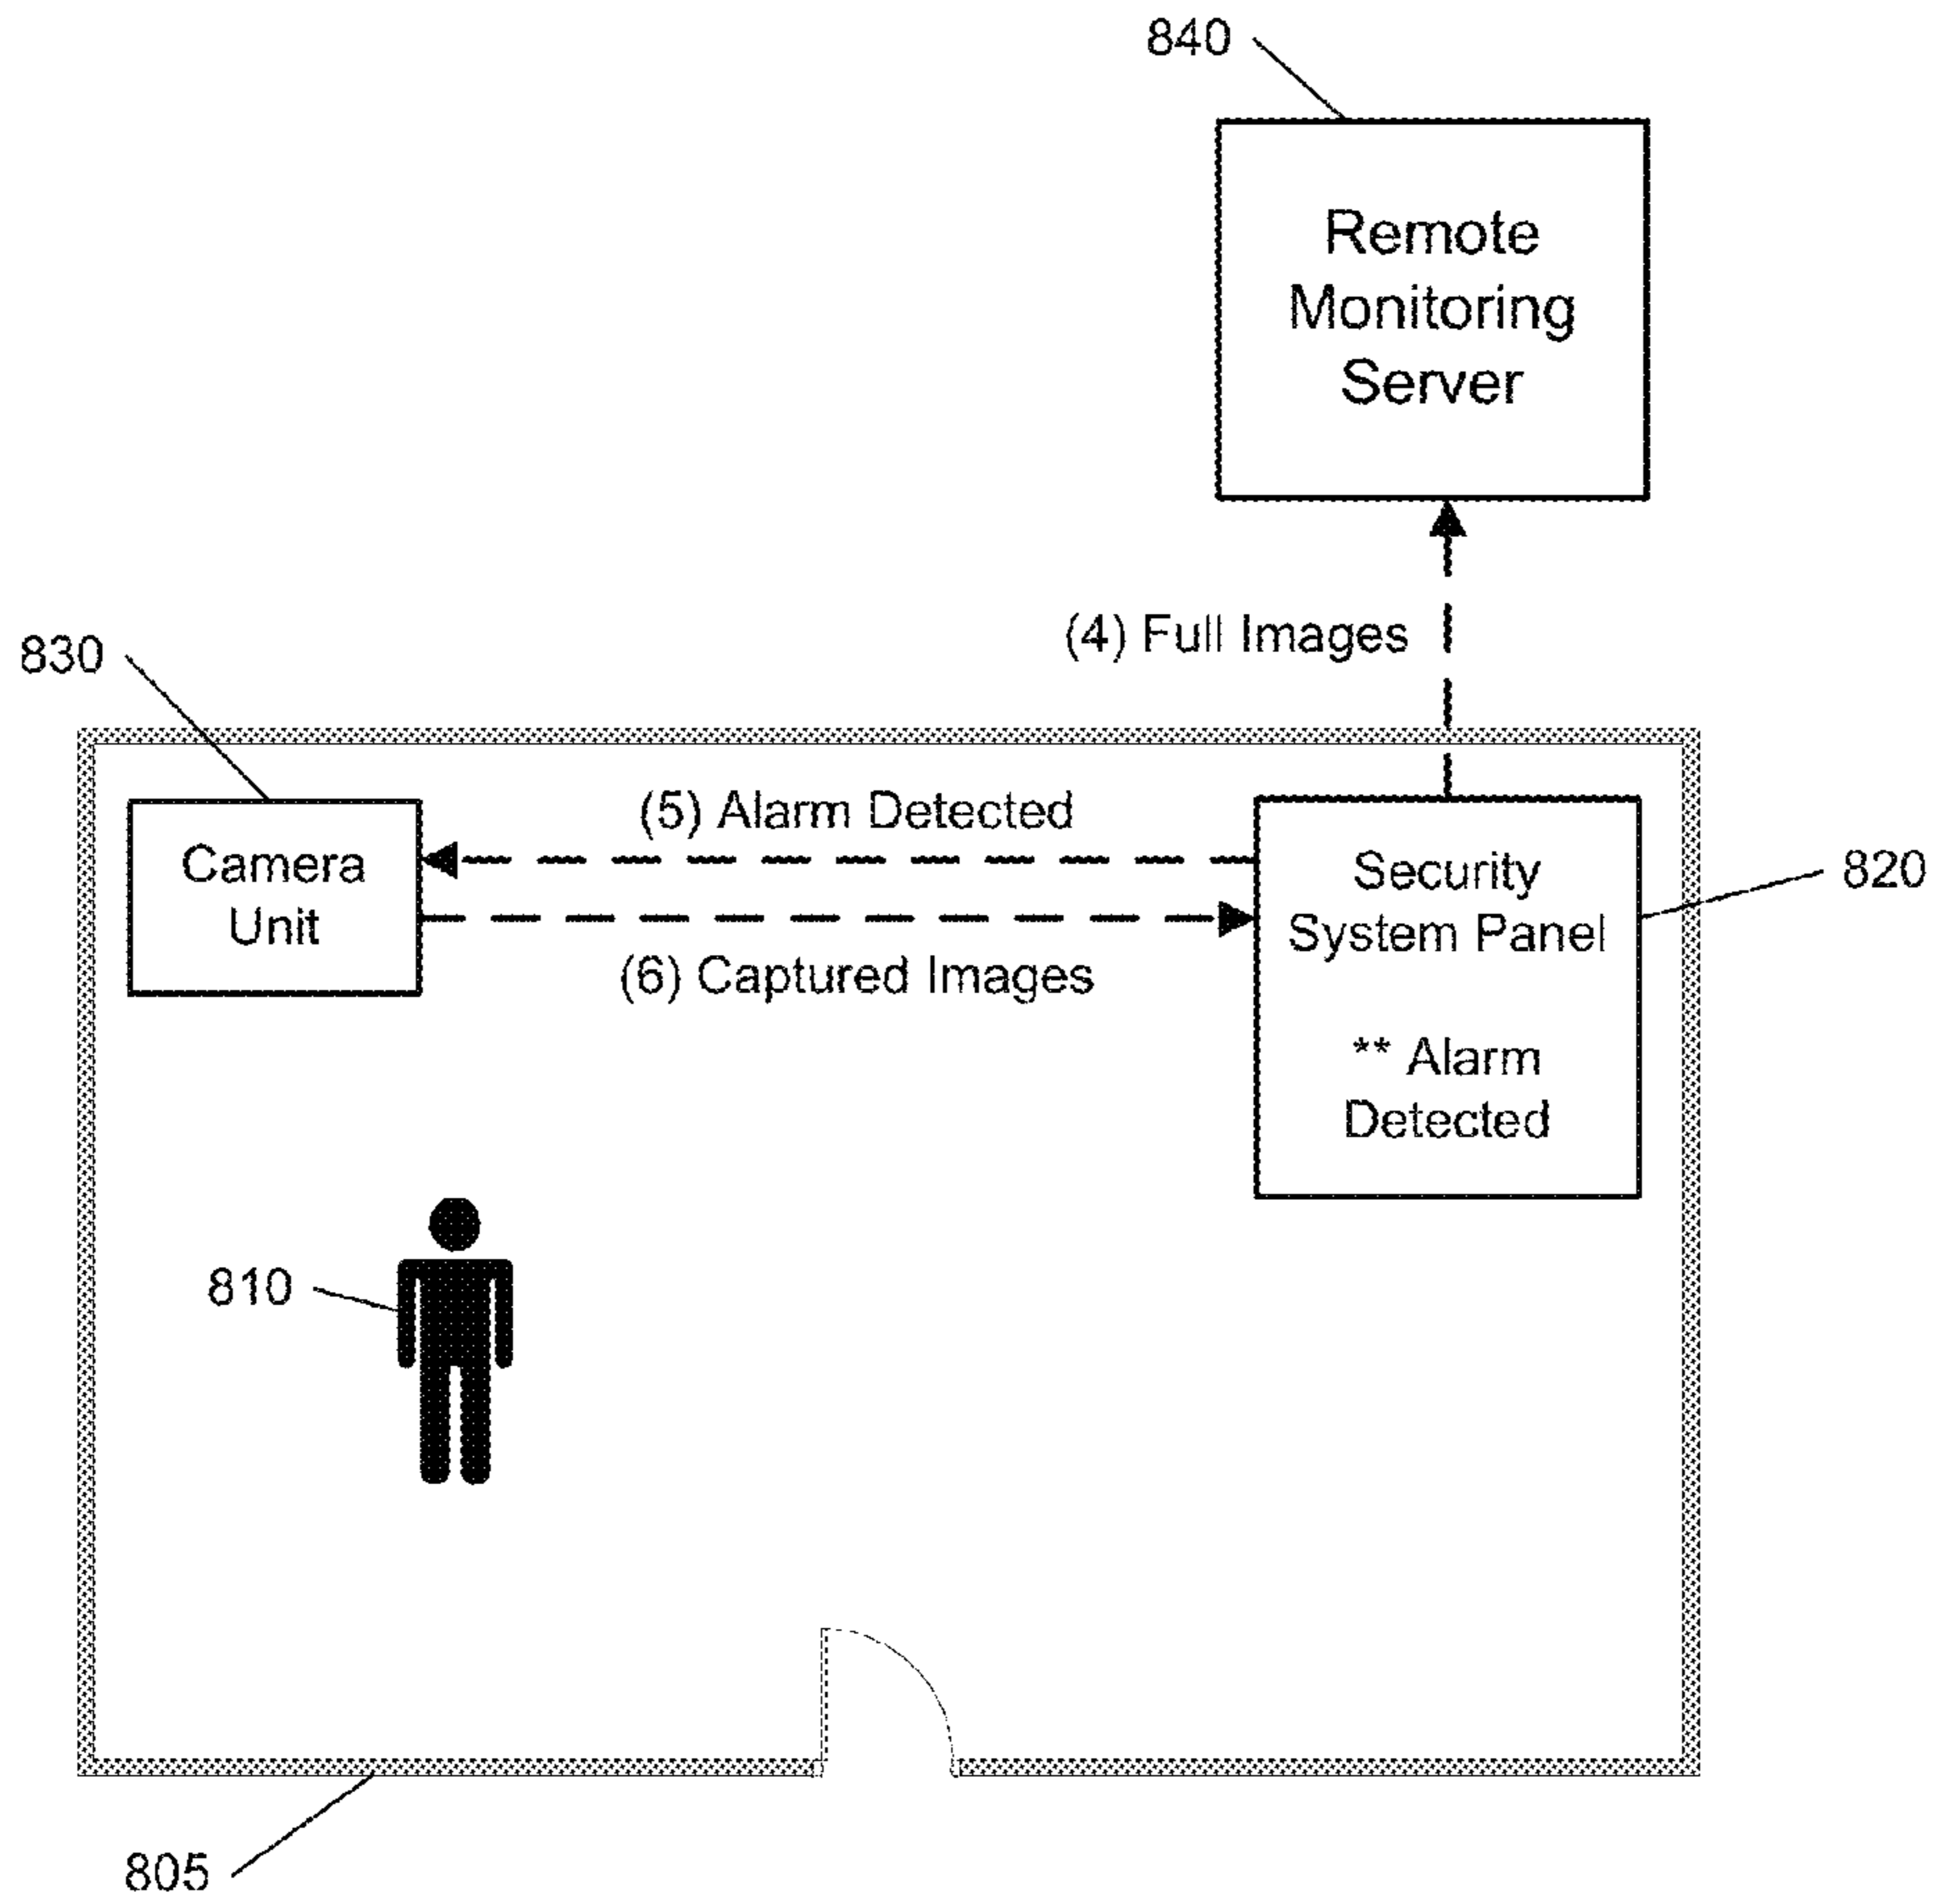 840
Remote
Monitoring
Server
(4) Full Images
830
(5) Alarm Detected
Camera
Unit
(6) Captured Images
Security
System Panel
** Alarm
Detected
820
810
805